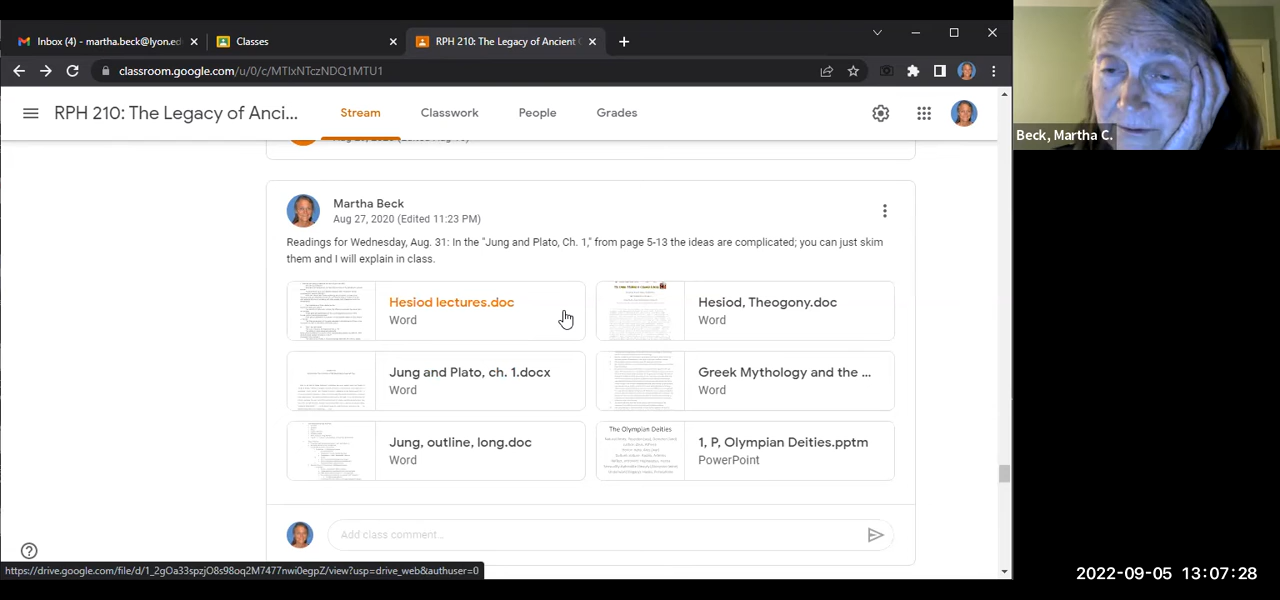 Inbox (4) - martha.beck@lyon.ed
Classes
RPH 210: The Legacy of Ancient
classroom.google.com/u/0/c/MTIxNTczNDQ1MTU1
RPH 210: The Legacy of Anci...
Stream
Classwork
People
Grades
Beck, Martha C.
Martha Beck
Aug 27, 2020 (Edited 11:23 PM)
Readings for Wednesday, Aug. 31: In the "Jung and Plato, Ch. 1," from page 5-13 the ideas are complicated; you can just skim
them and I will explain in class.
Hesiod lectures.doc
Word
Hesiod, Theogony.doc
Word
Jung and Plato, ch. 1.docx
Word
Greek Mythology and the ...
Word
Jung, outline, long.doc
Word
The Olympian Deities
1, P, Olympian Deities.pptm
PowerPoint
Add class comment...
https://drive.google.com/file/d/1_2gOa33spzjO8s98oq2M7477nwi0egpZ/view?usp=drive_web&authuser=0
2022-09-05 13:07:28